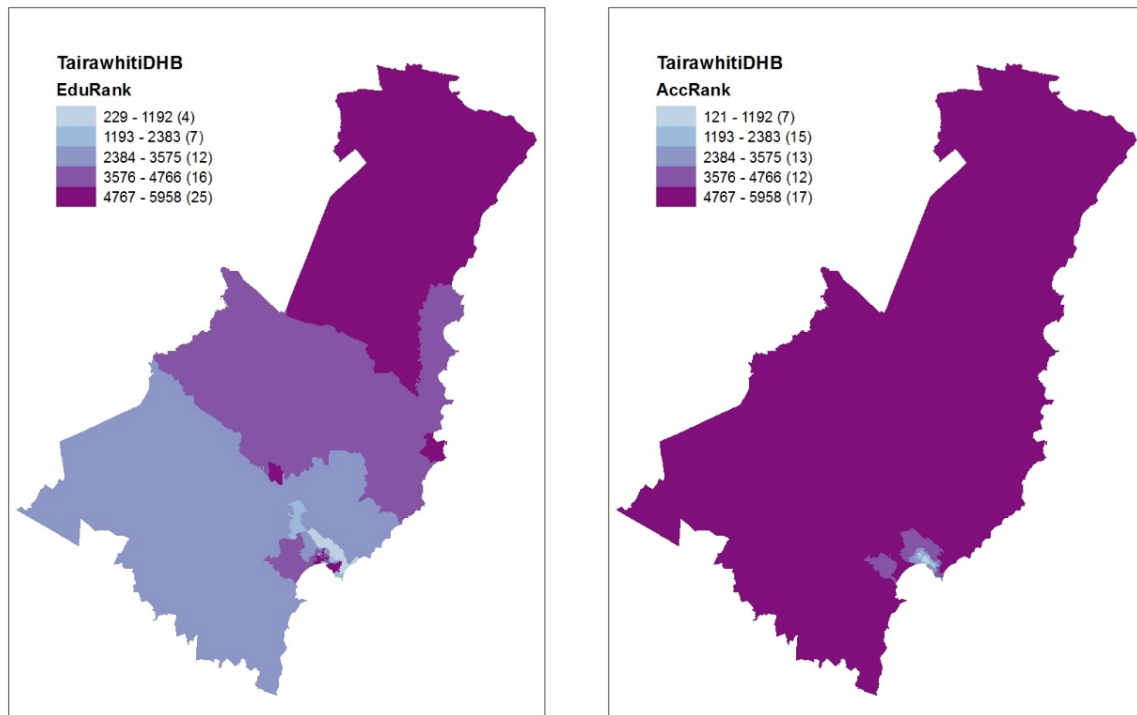 TairawhitiDHB
EduRank
229 - 1192 (4)
1193 - 2383 (7)
2384 - 3575 (12)
3576 - 4766 (16)
4767 - 5958 (25)
TairawhitiDHB
AccRank
121 - 1192 (7)
1193 - 2383 (15)
2384 - 3575 (13)
3576 - 4766 (12)
4767 - 5958 (17)